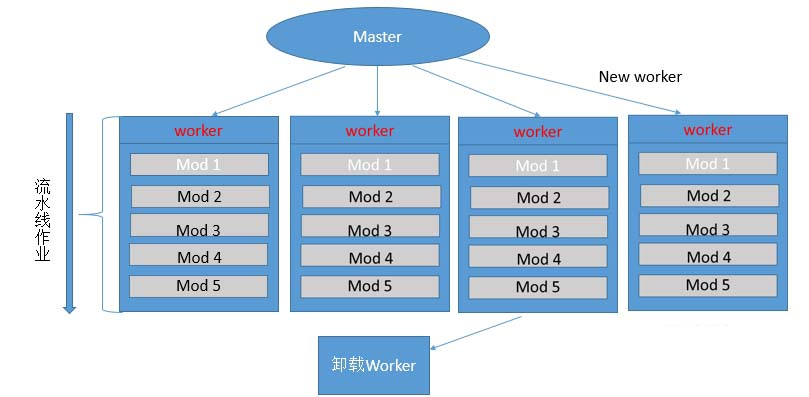 Master
New worker
worker
worker
worker
worker
Mod 1
Mod 1
Mod 1
Mod 1
Mod 2
Mod 2
Mod 2
Mod 2
Mod 3
Mod 3
Mod 3
Mod 3
Mod 4
Mod 4
Mod 4
Mod 4
Mod 5
Mod 5
Mod 5
Mod 5
流水线作业
卸载Worker